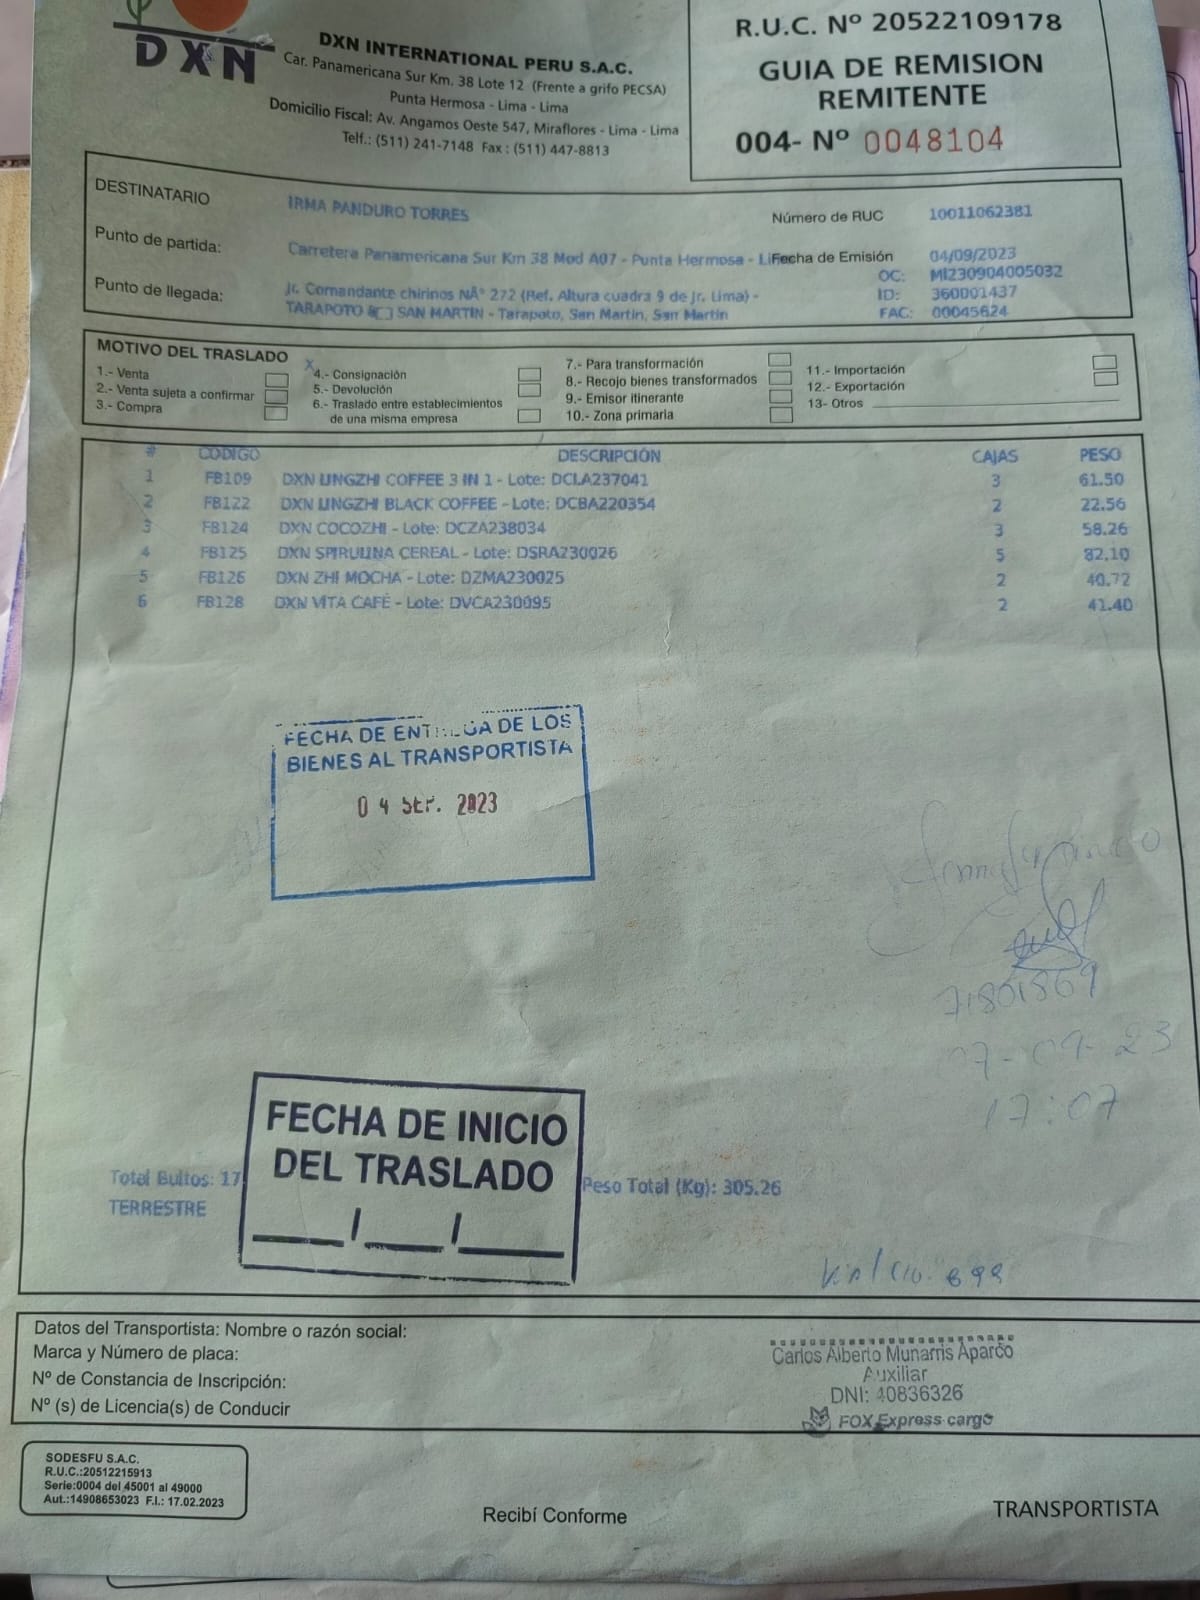 DXN
DXN INTERNATIONAL PERU S.A.C.
Car. Panamericana Sur Km. 38 Lote 12 (Frente a grifo PECSA)
Punta Hermosa - Lima - Lima
Domicilio Fiscal: Av. Angamos Oeste 547, Miraflores - Lima - Lima
Telf.: (511) 241-7148 Fax : (511) 447-8813
R.U.C. Nº 20522109178
GUIA DE REMISION
REMITENTE
004- Nº 0048104
DESTINATARIO IRMA PANDURO TORRES Número de RUC 10011062381
Punto de partida: Carretera Panamericana Sur Km 38 Mod A07 - Punta Hermosa - Li Fecha de Emisión 04/09/2023
OC: MI230904005032
Punto de llegada: Jr. Comandante chirinos NÂ° 272 (Ref. Altura cuadra 9 de Jr. Lima) - ID: 360001437
TARAPOTO SAN MARTIN - Tarapoto, San Martin, San Martin FAC: 00045624
MOTIVO DEL TRASLADO
1.- Venta X
2.- Venta sujeta a confirmar
3.- Compra
4.- Consignación
5.- Devolución
6.- Traslado entre establecimientos
de una misma empresa
7.- Para transformación
8.- Recojo bienes transformados
9.- Emisor itinerante
10.- Zona primaria
11.- Importación
12.- Exportación
13- Otros
# CODIGO DESCRIPCIÓN CAJAS PESO
1 FB109 DXN LINGZHI COFFEE 3 IN 1 - Lote: DCLA237041 3 61.50
2 FB122 DXN LINGZHI BLACK COFFEE - Lote: DCBA220354 2 22.56
3 FB124 DXN COCOZHI - Lote: DCZA238034 3 58.26
4 FB125 DXN SPIRULINA CEREAL - Lote: DSRA230026 5 82.10
5 FB126 DXN ZHI MOCHA - Lote: DZMA230025 2 40.72
6 FB128 DXN VITA CAFÉ - Lote: DVCA230095 2 41.40
FECHA DE ENTREGA DE LOS
BIENES AL TRANSPORTISTA
04 SEP. 2023
71801869
07-09-23
17:07
FECHA DE INICIO
DEL TRASLADO
___/___/___
Total Bultos: 17 Peso Total (Kg): 305.26
TERRESTRE
Datos del Transportista: Nombre o razón social:
Marca y Número de placa:
Nº de Constancia de Inscripción:
Nº (s) de Licencia(s) de Conducir
Carlos Alberto Munarris Aparco
Auxiliar
DNI: 40836326
FOX Express cargo
SODESFU S.A.C.
R.U.C.:20512215913
Serie:0004 del 45001 al 49000
Aut.:14908653023 F.I.: 17.02.2023
Recibí Conforme
TRANSPORTISTA